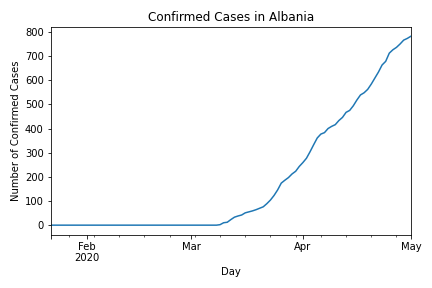 Confirmed Cases in Albania
800
700
600
500
400
300
200
100
0
Number of Confirmed Cases
Feb
2020
Mar
Apr
May
Day